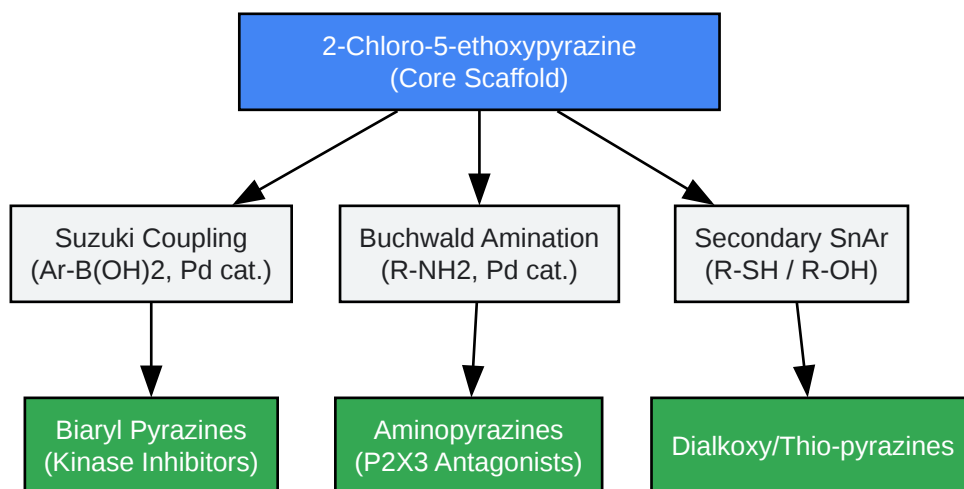 2-Chloro-5-ethoxypyrazine
(Core Scaffold)
Suzuki Coupling
(Ar-B(OH)2, Pd cat.)
Buchwald Amination
(R-NH2, Pd cat.)
Secondary SnAr
(R-SH / R-OH)
Biaryl Pyrazines
(Kinase Inhibitors)
Aminopyrazines
(P2X3 Antagonists)
Dialkoxy/Thio-pyrazines